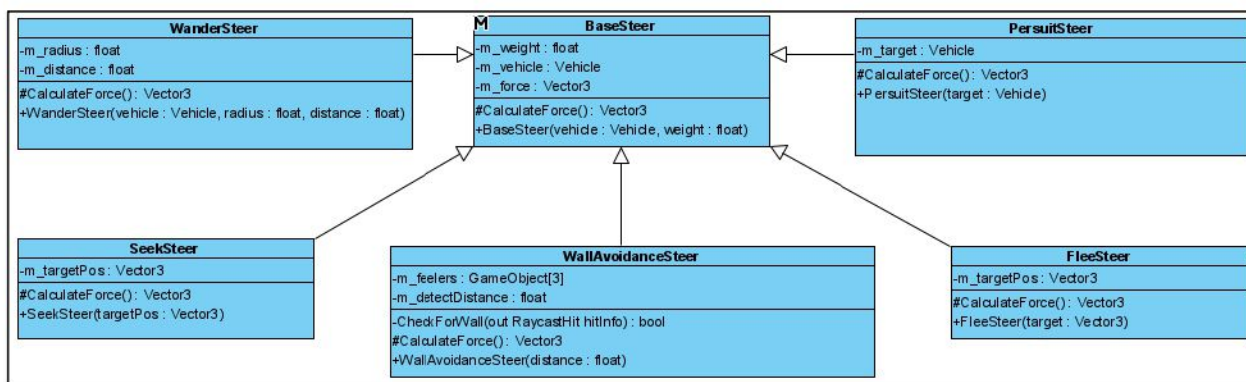 WanderSteer
-m_radius : float
-m_distance : float
#CalculateForce() : Vector3
+WanderSteer(vehicle : Vehicle, radius : float, distance : float)
M
BaseSteer
-m_weight : float
-m_vehicle : Vehicle
-m_force : Vector3
#CalculateForce() : Vector3
+BaseSteer(vehicle : Vehicle, weight : float)
PersuitSteer
-m_target : Vehicle
#CalculateForce() : Vector3
+PersuitSteer(target : Vehicle)
SeekSteer
-m_targetPos : Vector3
#CalculateForce() : Vector3
+SeekSteer(targetPos : Vector3)
WallAvoidanceSteer
-m_feelers : GameObject[3]
-m_detectDistance : float
-CheckForWall(out RaycastHit hitInfo) : bool
#CalculateForce() : Vector3
+WallAvoidanceSteer(distance : float)
FleeSteer
-m_targetPos : Vector3
#CalculateForce() : Vector3
+FleeSteer(target : Vector3)